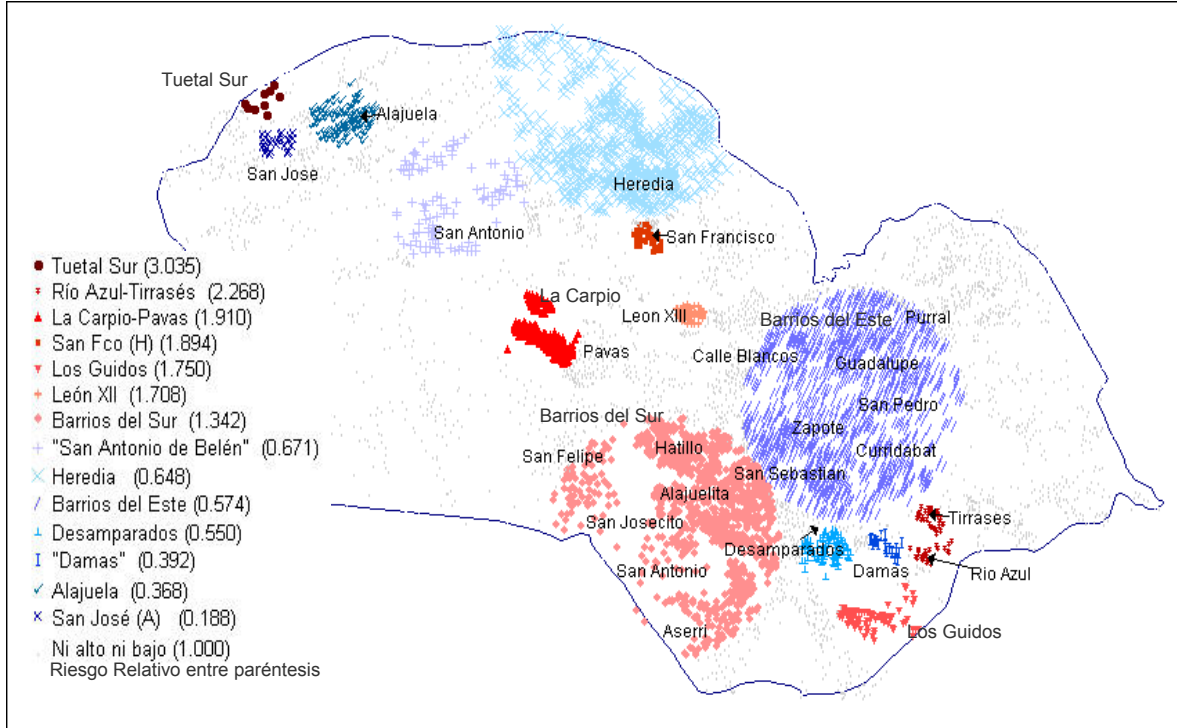 Tuetal Sur
Alajuela
San Jose
Heredia
San Antonio
San Francisco
La Carpio
Leon XIII
Pavas
Barrios del Este
Purral
Calle Blancos
Guadalupe
San Pedro
Zapote
Curridabat
San Sebastian
Barrios del Sur
Hatillo
San Felipe
Alajuelita
San Josecito
San Antonio
Aserri
Desamparados
Damas
Tirrases
Rio Azul
Los Guidos
Tuetal Sur (3.035)
Río Azul-Tirrasés (2.268)
La Carpio-Pavas (1.910)
San Fco (H) (1.894)
Los Guidos (1.750)
León XII (1.708)
Barrios del Sur (1.342)
"San Antonio de Belén" (0.671)
Heredia (0.648)
Barrios del Este (0.574)
Desamparados (0.550)
"Damas" (0.392)
Alajuela (0.368)
San José (A) (0.188)
Ni alto ni bajo (1.000)
Riesgo Relativo entre paréntesis